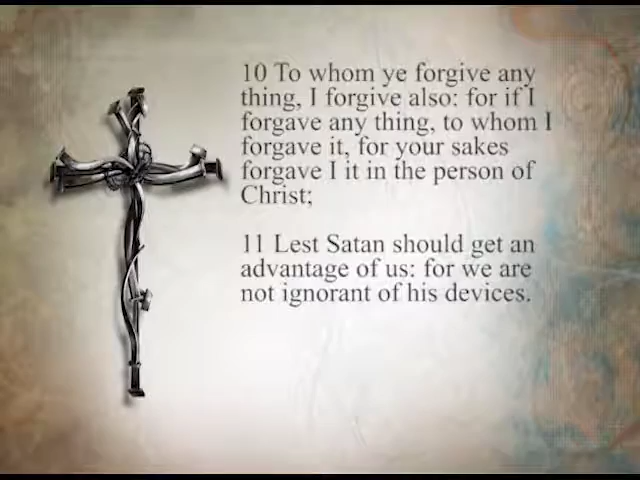 10 To whom ye forgive any
thing, I forgive also: for if I
forgave any thing, to whom I
forgave it, for your sakes
forgave I it in the person of
Christ;
11 Lest Satan should get an
advantage of us: for we are
not ignorant of his devices.